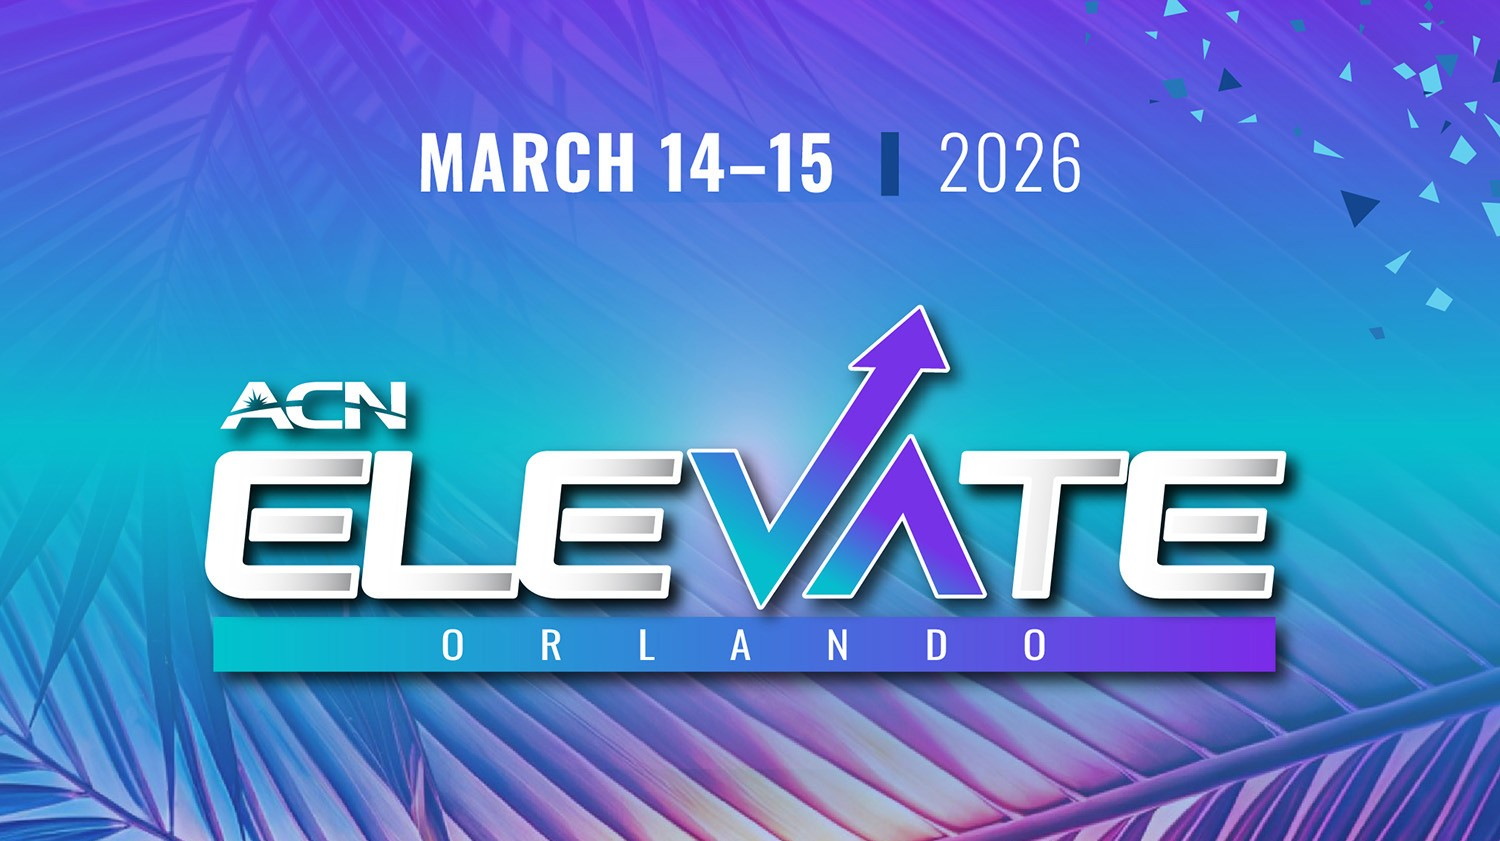 MARCH 14–15 | 2026
ACN
ELEVATE
ORLANDO